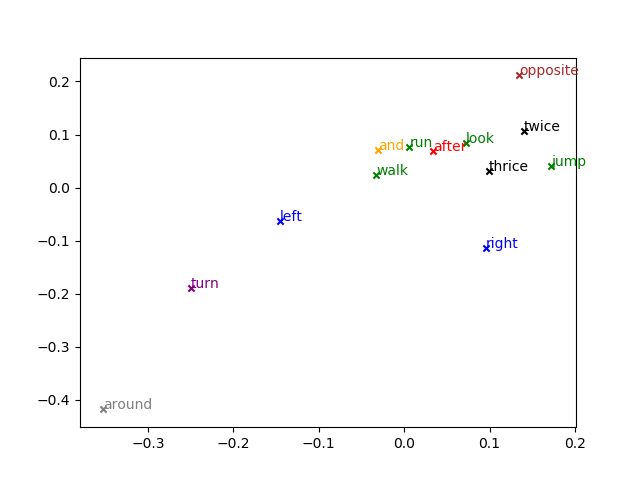 opposite
0.2
twice
0.1
look
run
and
after
thrice
jump
walk
0.0
left
−0.1
right
turn
−0.2
−0.3
around
−0.4
−0.3 −0.2 −0.1 0.0 0.1 0.2